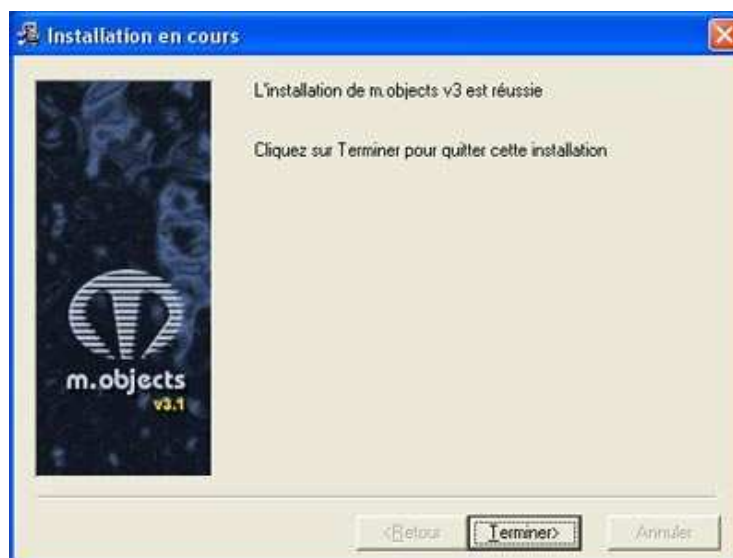 Installation en cours
L'installation de m.objects v3 est réussie
Cliquez sur Terminer pour quitter cette installation
m.objects
v3.1
<Retour Terminer> Annuler